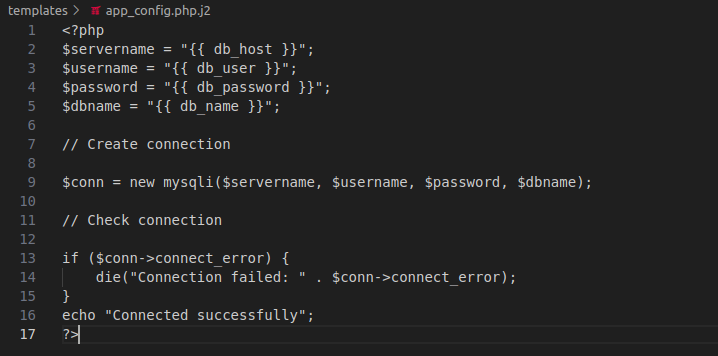 templates > app_config.php.j2
1 <?php
2 $servername = "{{ db_host }}";
3 $username = "{{ db_user }}";
4 $password = "{{ db_password }}";
5 $dbname = "{{ db_name }}";
6
7 // Create connection
8
9 $conn = new mysqli($servername, $username, $password, $dbname);
10
11 // Check connection
12
13 if ($conn->connect_error) {
14     die("Connection failed: " . $conn->connect_error);
15 }
16 echo "Connected successfully";
17 ?>